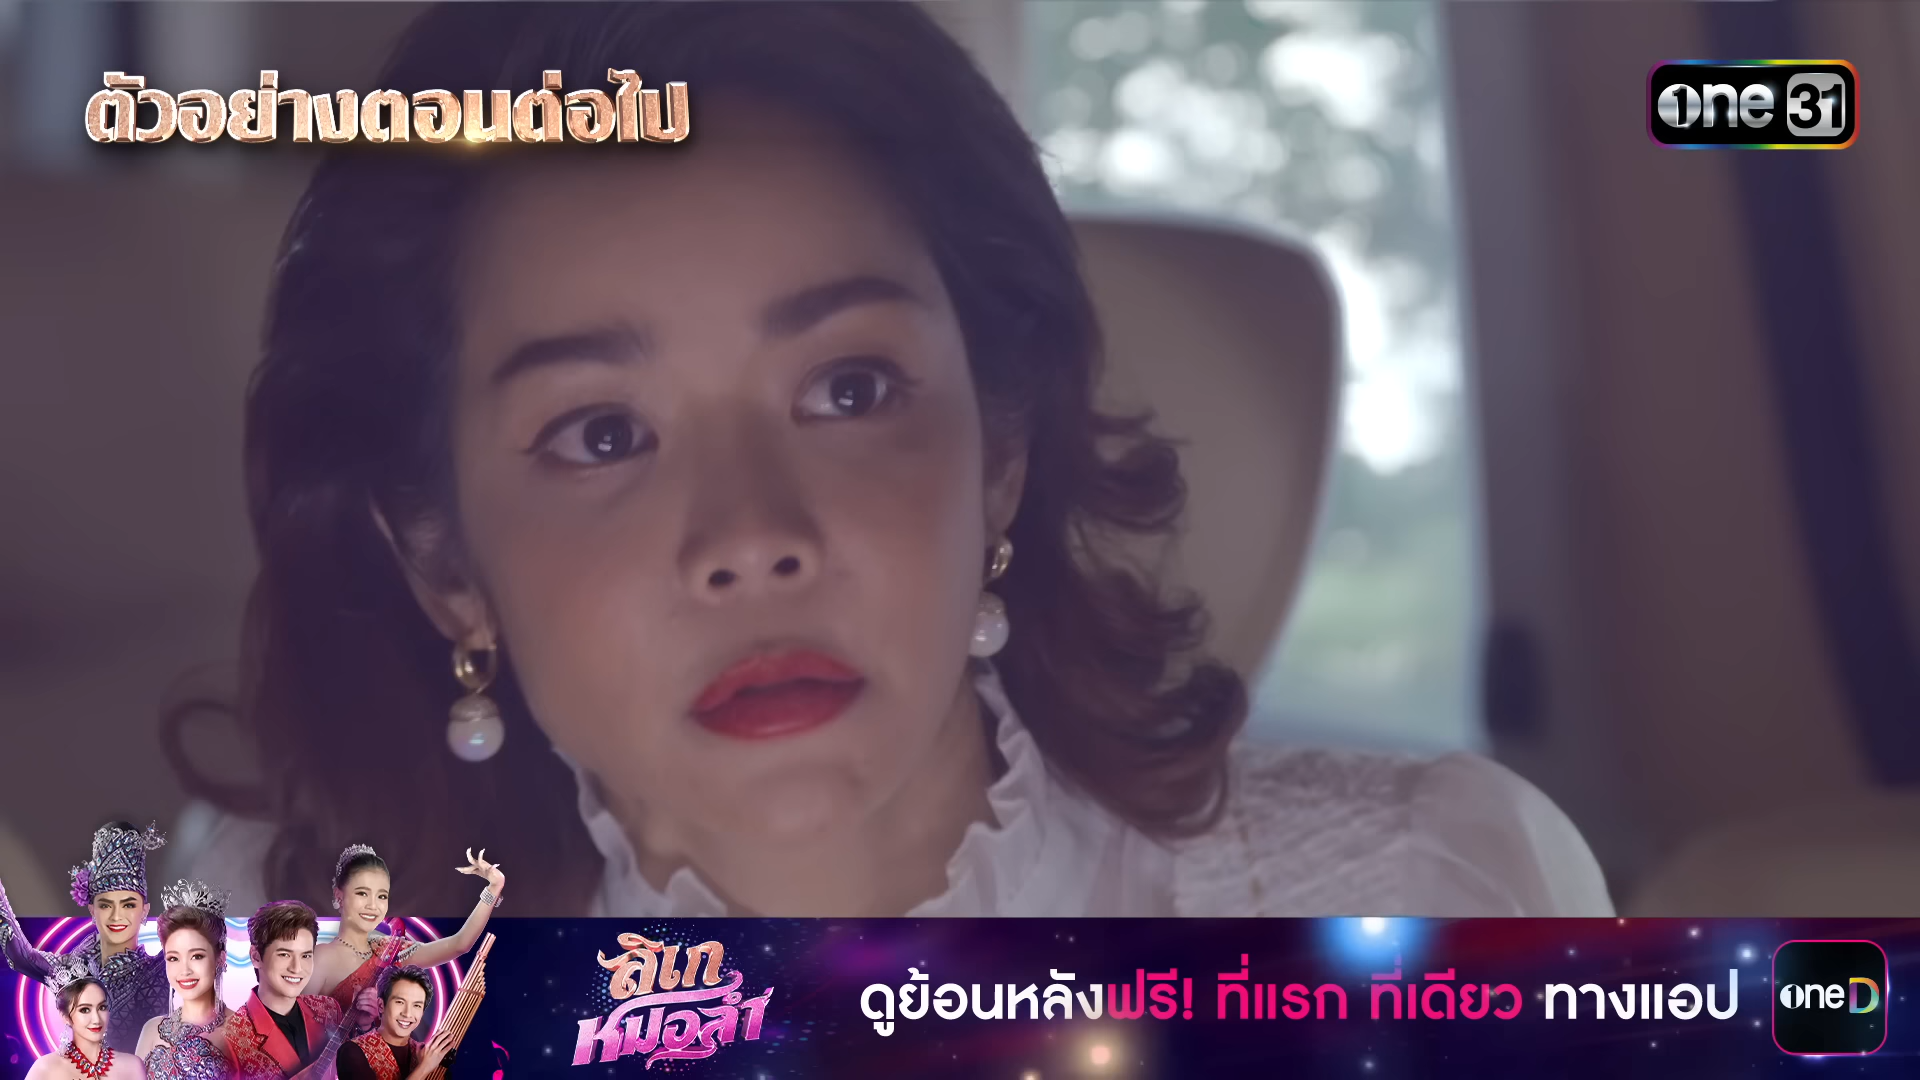 ตัวอย่างตอนต่อไป
one 31
ลิเก
หมอลำ
ดูย้อนหลังฟรี! ที่แรก ที่เดียว ทางแอป
oneD